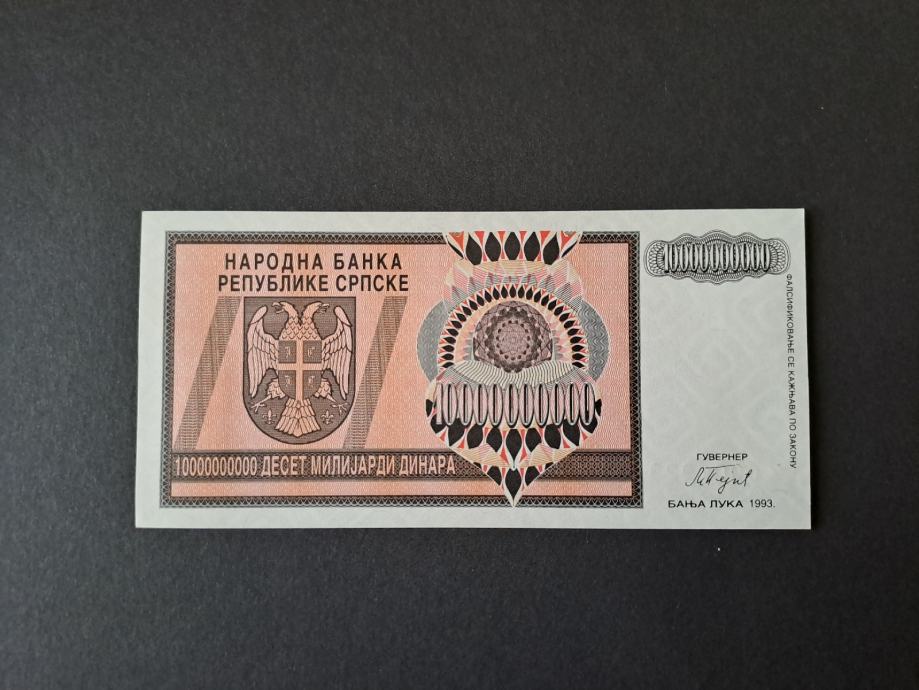 НАРОДНА БАНКА
РЕПУБЛИКЕ СРПСКЕ
10000000000
10000000000
10000000000 ДЕСЕТ МИЛИЈАРДИ ДИНАРА
ФАЛСИФИКОВАЊЕ СЕ КАЖЊАВА ПО ЗАКОНУ
ГУВЕРНЕР
БАЊА ЛУКА 1993.